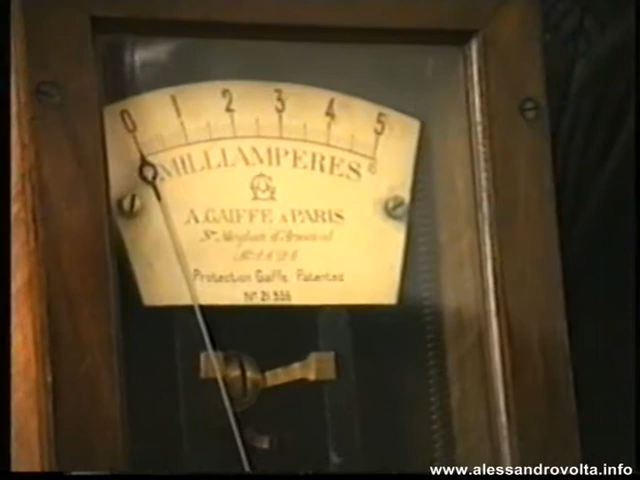 0 1 2 3 4 5
MILLIAMPERES
A. GAIFFE A PARIS
Protection Gaiffe. Patented
No 21.556
www.alessandrovolta.info